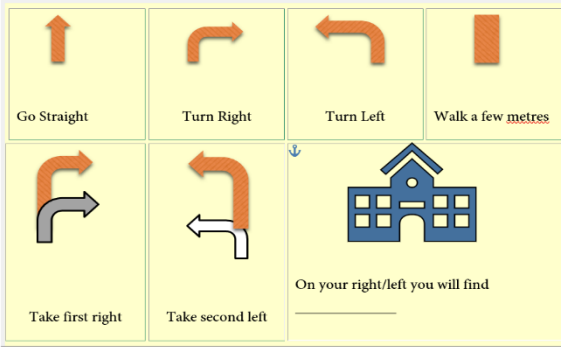 Go Straight
Turn Right
Turn Left
Walk a few metres
Take first right
Take second left
On your right/left you will find